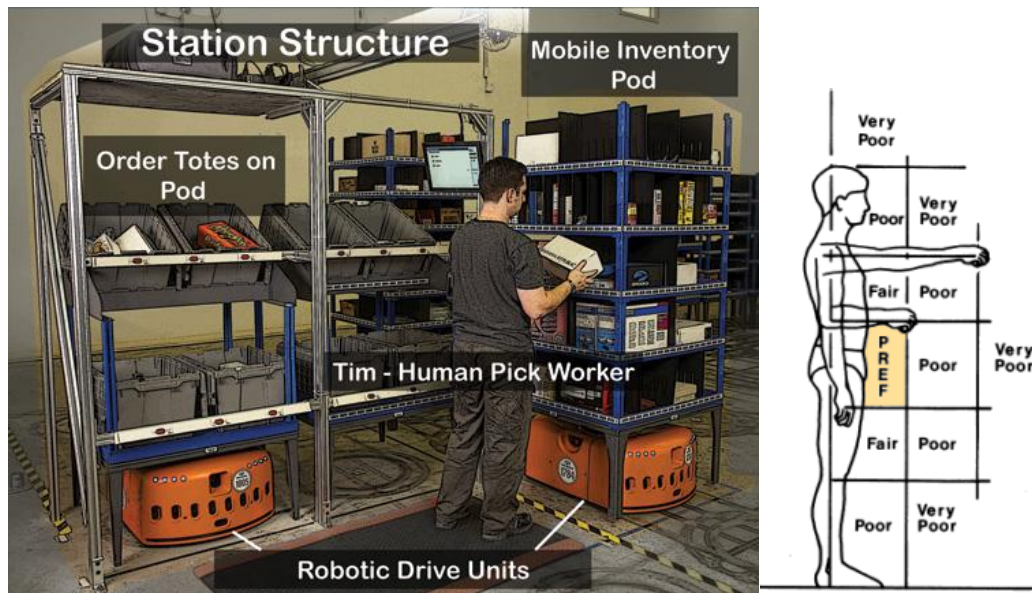 Station Structure
Mobile Inventory
Pod
Order Totes on
Pod
Tim - Human Pick Worker
Robotic Drive Units
Very
Poor
Poor
Very
Poor
Fair
Poor
P
R
E
F
Poor
Very
Poor
Fair
Poor
Poor
Very
Poor